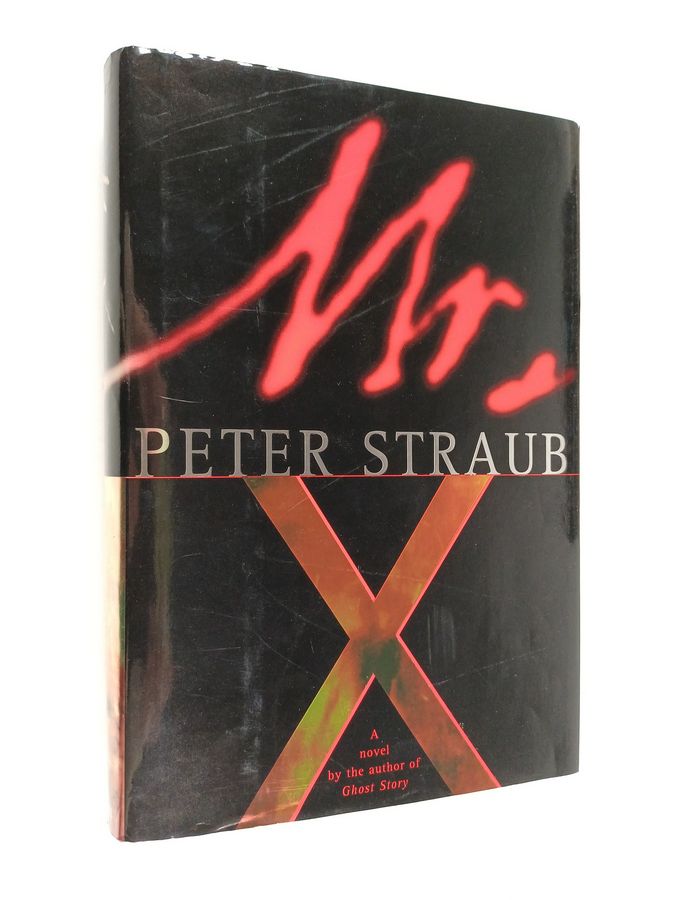 Mr.
PETER STRAUB
X
A
novel
by the author of
Ghost Story